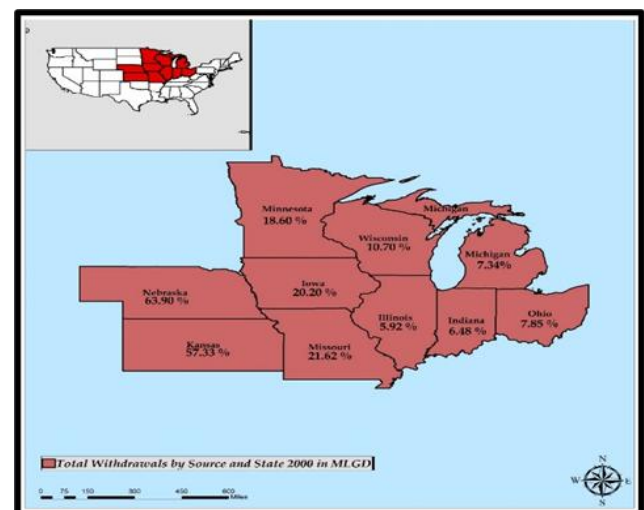 Michigan
Minnesota
18.60 %
Wisconsin
10.70 %
Michigan
7.34%
Nebraska
63.90 %
Iowa
20.20 %
Illinois
5.92 %
Indiana
6.48 %
Ohio
7.85 %
Kansas
57.33 %
Missouri
21.62 %
Total Withdrawals by Source and State 2000 in MLGD
0 75 150 300 450 600
Miles
N
W E
S